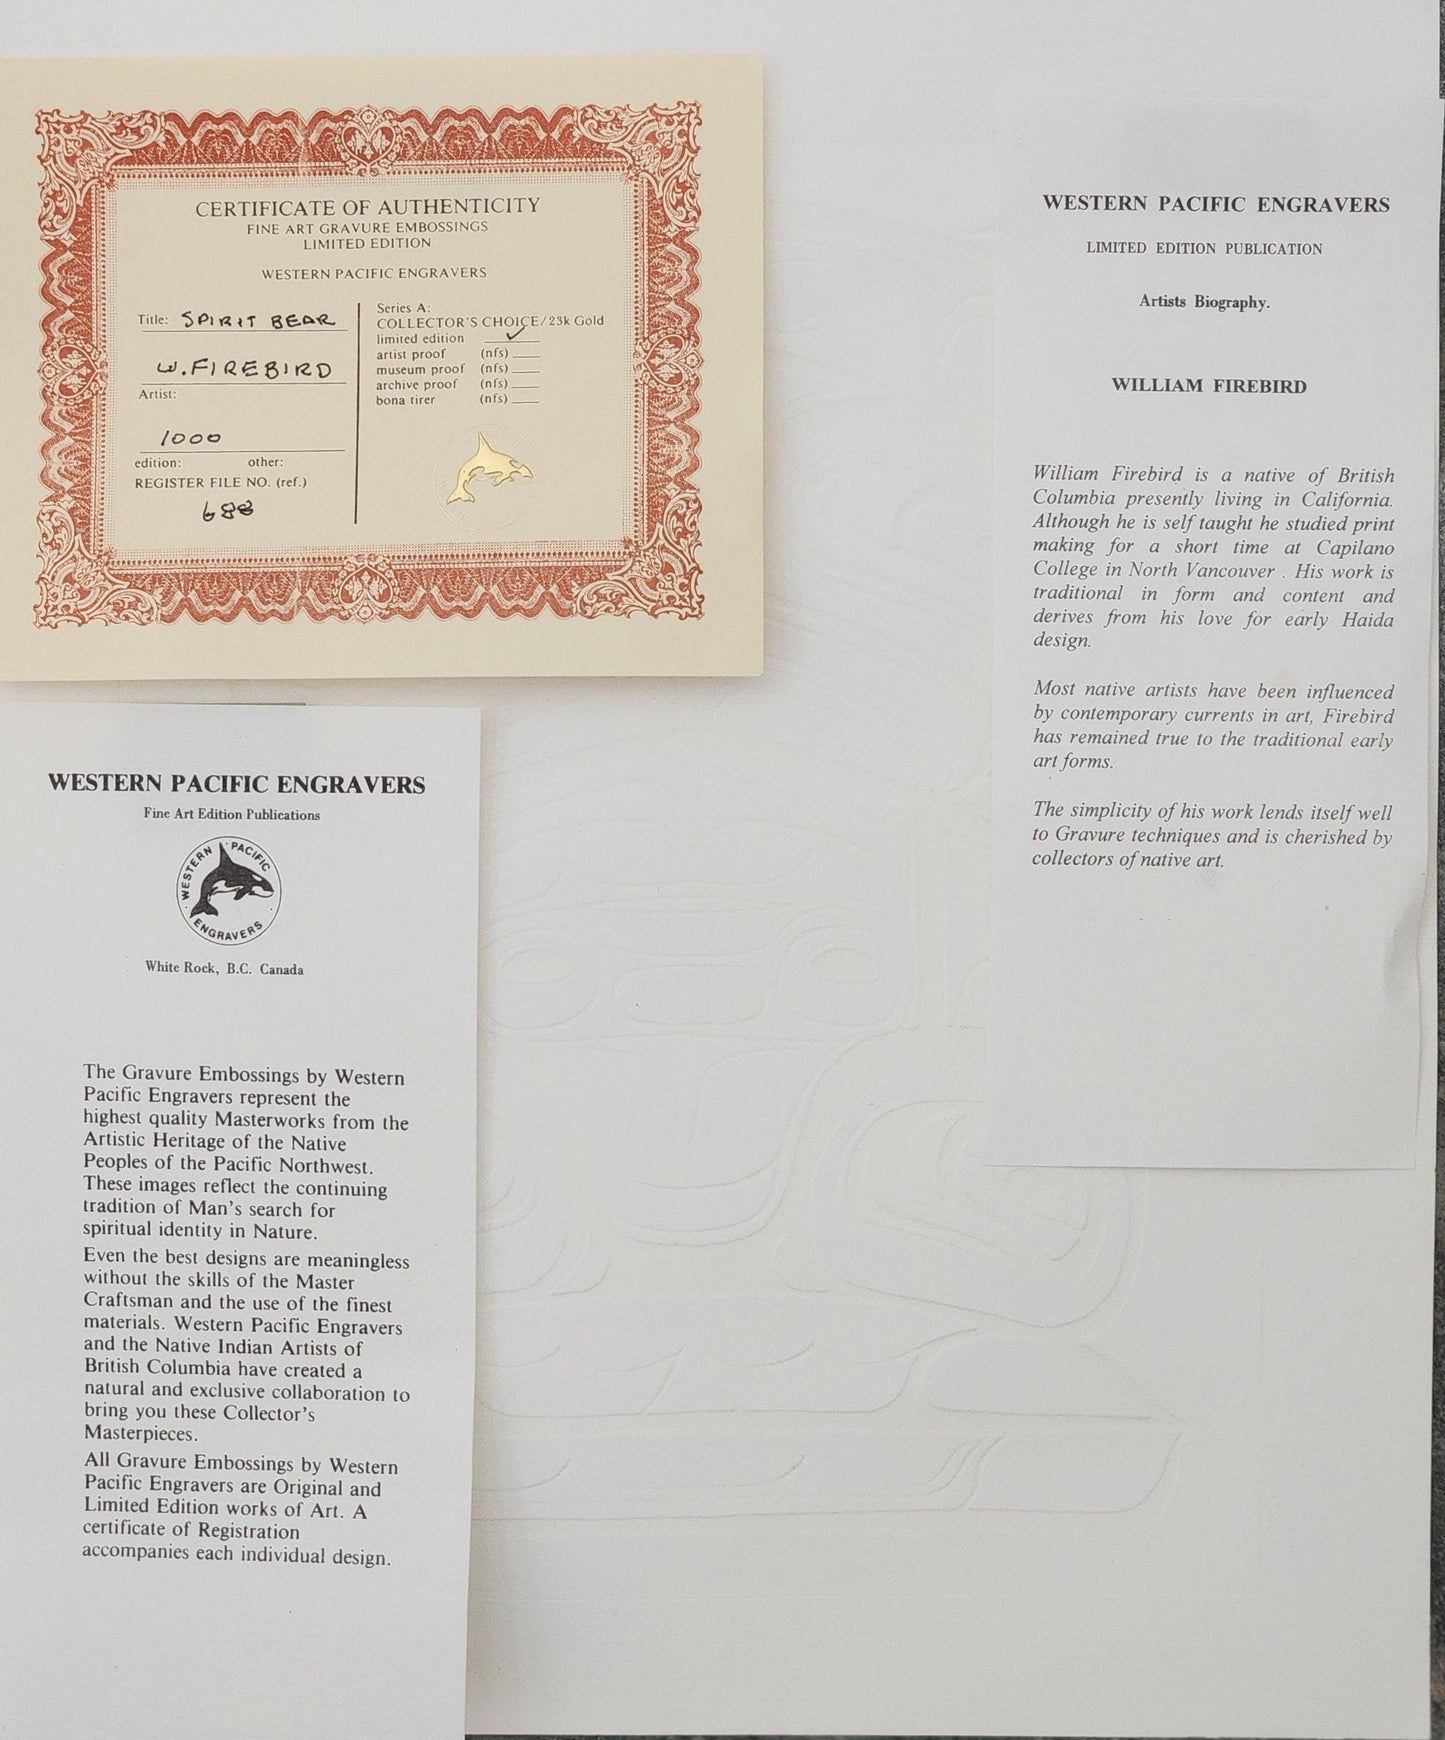 CERTIFICATE OF AUTHENTICITY
FINE ART GRAVURE EMBOSSINGS
LIMITED EDITION
WESTERN PACIFIC ENGRAVERS
Title: SPIRIT BEAR
W. FIREBIRD
Artist:
1000
edition: other:
REGISTER FILE NO. (ref.)
688
Series A:
COLLECTOR'S CHOICE/23k Gold
limited edition ✓
artist proof (nfs)
museum proof (nfs)
archive proof (nfs)
bona tirer (nfs)
WESTERN PACIFIC ENGRAVERS
Fine Art Edition Publications
WESTERN PACIFIC
ENGRAVERS
White Rock, B.C. Canada
The Gravure Embossings by Western
Pacific Engravers represent the
highest quality Masterworks from the
Artistic Heritage of the Native
Peoples of the Pacific Northwest.
These images reflect the continuing
tradition of Man's search for
spiritual identity in Nature.
Even the best designs are meaningless
without the skills of the Master
Craftsman and the use of the finest
materials. Western Pacific Engravers
and the Native Indian Artists of
British Columbia have created a
natural and exclusive collaboration to
bring you these Collector's
Masterpieces.
All Gravure Embossings by Western
Pacific Engravers are Original and
Limited Edition works of Art. A
certificate of Registration
accompanies each individual design.
WESTERN PACIFIC ENGRAVERS
LIMITED EDITION PUBLICATION
Artists Biography.
WILLIAM FIREBIRD
William Firebird is a native of British
Columbia presently living in California.
Although he is self taught he studied print
making for a short time at Capilano
College in North Vancouver . His work is
traditional in form and content and
derives from his love for early Haida
design.
Most native artists have been influenced
by contemporary currents in art, Firebird
has remained true to the traditional early
art forms.
The simplicity of his work lends itself well
to Gravure techniques and is cherished by
collectors of native art.